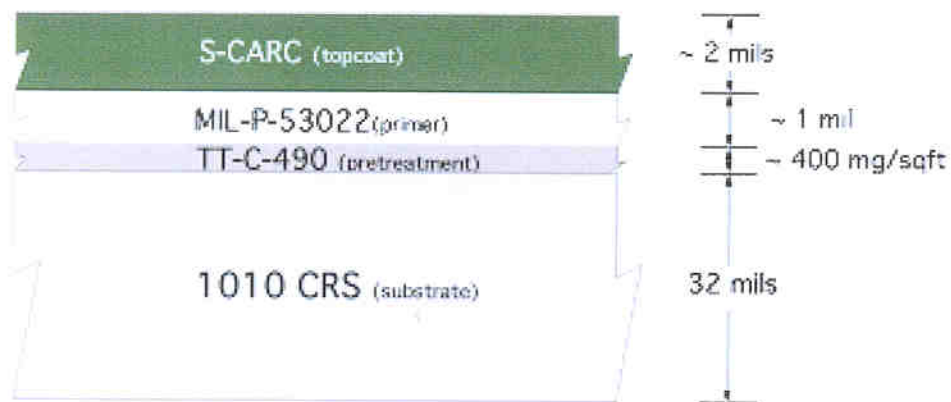 S-CARC (topcoat)
~ 2 mils
MIL-P-53022(primer)
~ 1 mil
TT-C-490 (pretreatment)
~ 400 mg/sqft
1010 CRS (substrate)
32 mils